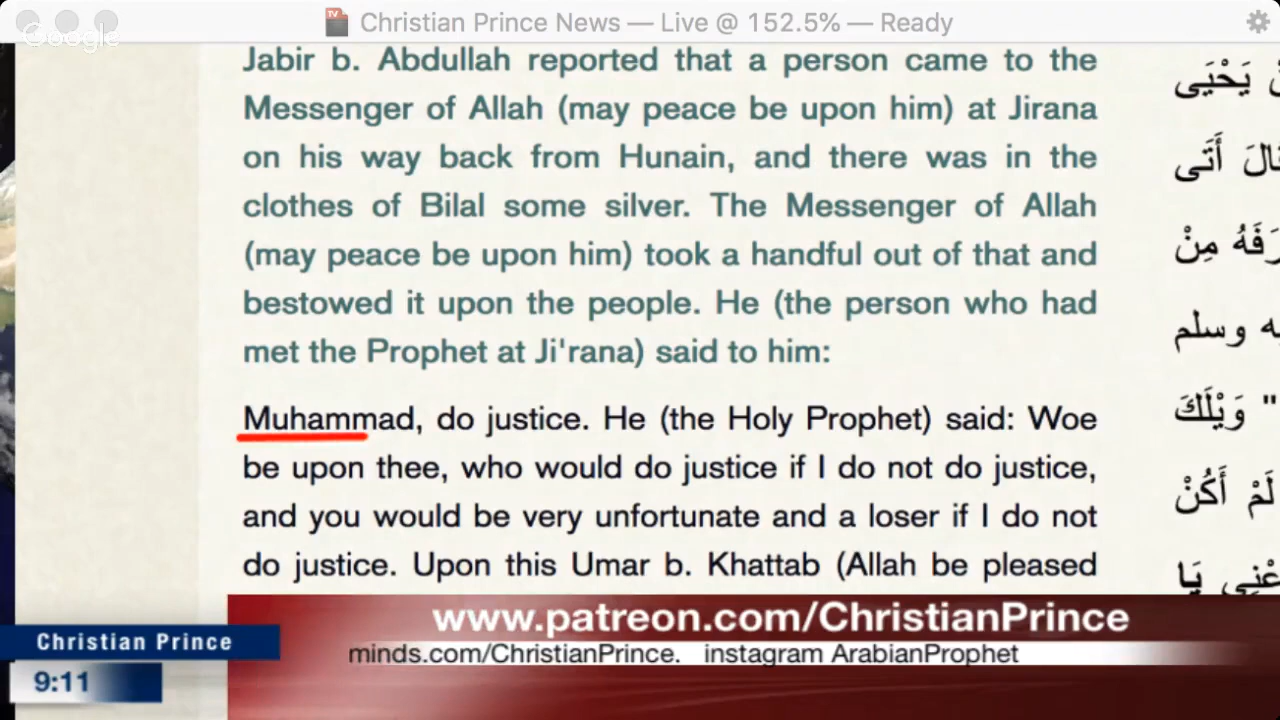 Christian Prince News — Live @ 152.5% — Ready
Google
Jabir b. Abdullah reported that a person came to the
Messenger of Allah (may peace be upon him) at Jirana
on his way back from Hunain, and there was in the
clothes of Bilal some silver. The Messenger of Allah
(may peace be upon him) took a handful out of that and
bestowed it upon the people. He (the person who had
met the Prophet at Ji'rana) said to him:
Muhammad, do justice. He (the Holy Prophet) said: Woe
be upon thee, who would do justice if I do not do justice,
and you would be very unfortunate and a loser if I do not
do justice. Upon this Umar b. Khattab (Allah be pleased
يَحْيَى
أَتَى
مِنْ
وسلم
" وَيْلَكَ
لَمْ أَكُنْ
يَا
www.patreon.com/ChristianPrince
Christian Prince
minds.com/ChristianPrince. instagram ArabianProphet
9:11